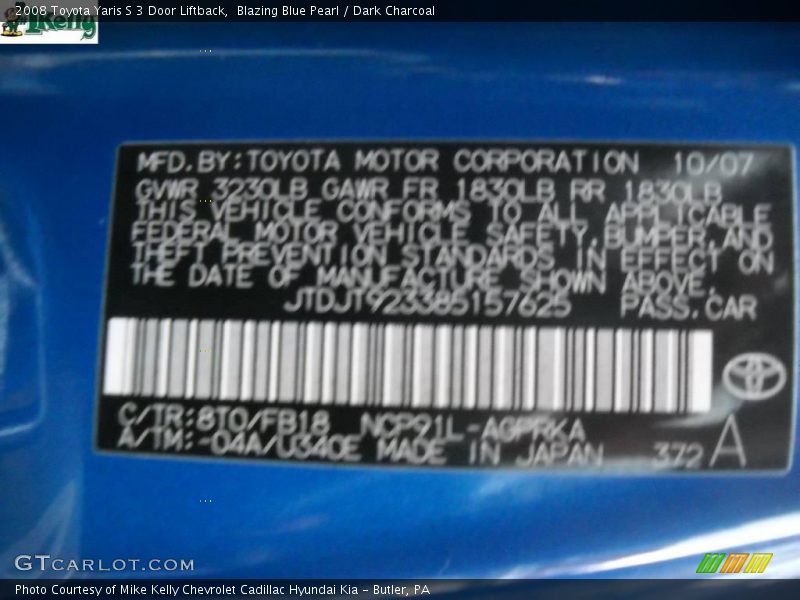 2008 Toyota Yaris S 3 Door Liftback,  Blazing Blue Pearl / Dark Charcoal
Kelly
MFD.BY:TOYOTA MOTOR CORPORATION 10/07
GVWR 3230LB GAWR FR 1830LB RR 1830LB
THIS VEHICLE CONFORMS TO ALL APPLICABLE
FEDERAL MOTOR VEHICLE SAFETY,BUMPER,AND
THEFT PREVENTION STANDARDS IN EFFECT ON
THE DATE OF MANUFACTURE SHOWN ABOVE.
JTDJT923385157625 PASS.CAR
C/TR:8T0/FB18 NCP91L-AGPRKA
A/TM:-04A/U340E MADE IN JAPAN 372 A
GTCARLOT.COM
Photo Courtesy of Mike Kelly Chevrolet Cadillac Hyundai Kia - Butler, PA